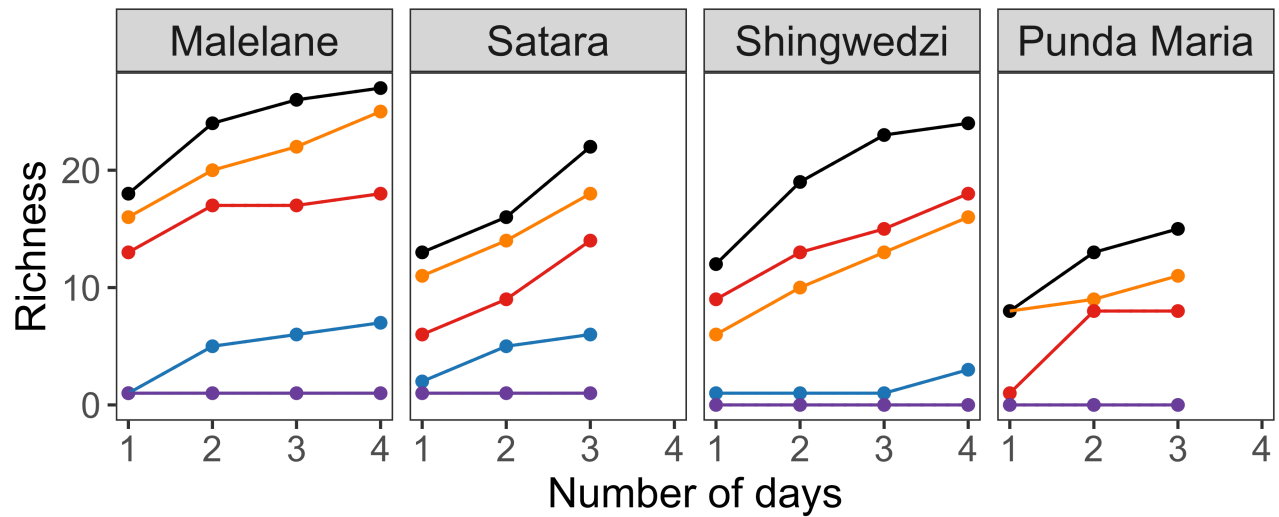 Malelane Satara Shingwedzi Punda Maria
Richness
20
10
0
1 2 3 4 1 2 3 4 1 2 3 4 1 2 3 4
Number of days